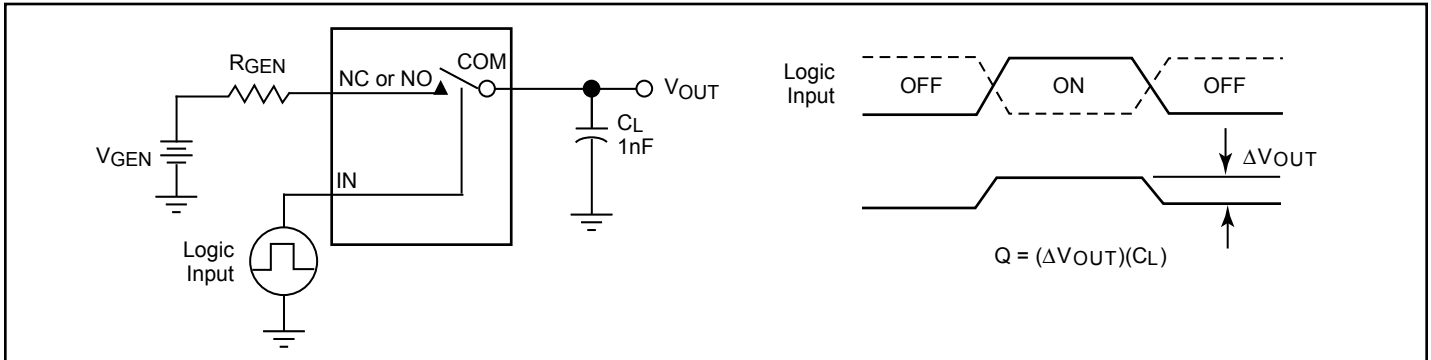 RGEN
NC or NO
COM
VOUT
CL
1nF
VGEN
IN
Logic
Input
Logic
Input
OFF
ON
OFF
ΔVOUT
Q = (ΔVOUT)(CL)